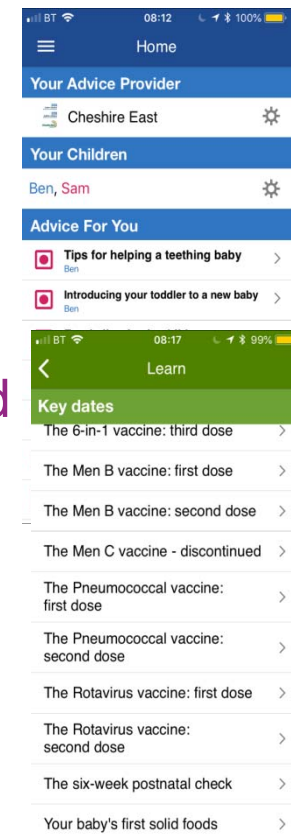 BT 08:12 100%
Home
Your Advice Provider
Cheshire East
Your Children
Ben, Sam
Advice For You
Tips for helping a teething baby
Ben
Introducing your toddler to a new baby
Ben
BT 08:17 99%
Learn
Key dates
The 6-in-1 vaccine: third dose
The Men B vaccine: first dose
The Men B vaccine: second dose
The Men C vaccine - discontinued
The Pneumococcal vaccine:
first dose
The Pneumococcal vaccine:
second dose
The Rotavirus vaccine: first dose
The Rotavirus vaccine:
second dose
The six-week postnatal check
Your baby's first solid foods